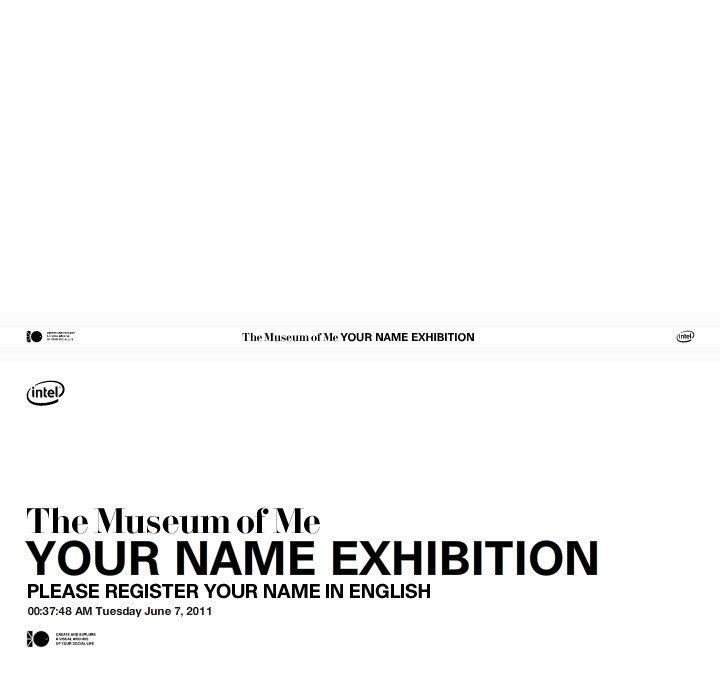 The Museum of Me YOUR NAME EXHIBITION
intel
intel
The Museum of Me
YOUR NAME EXHIBITION
PLEASE REGISTER YOUR NAME IN ENGLISH
00:37:48 AM Tuesday June 7, 2011
CREATE AND EXPLORE
A VISUAL ARCHIVE
OF YOUR SOCIAL LIFE